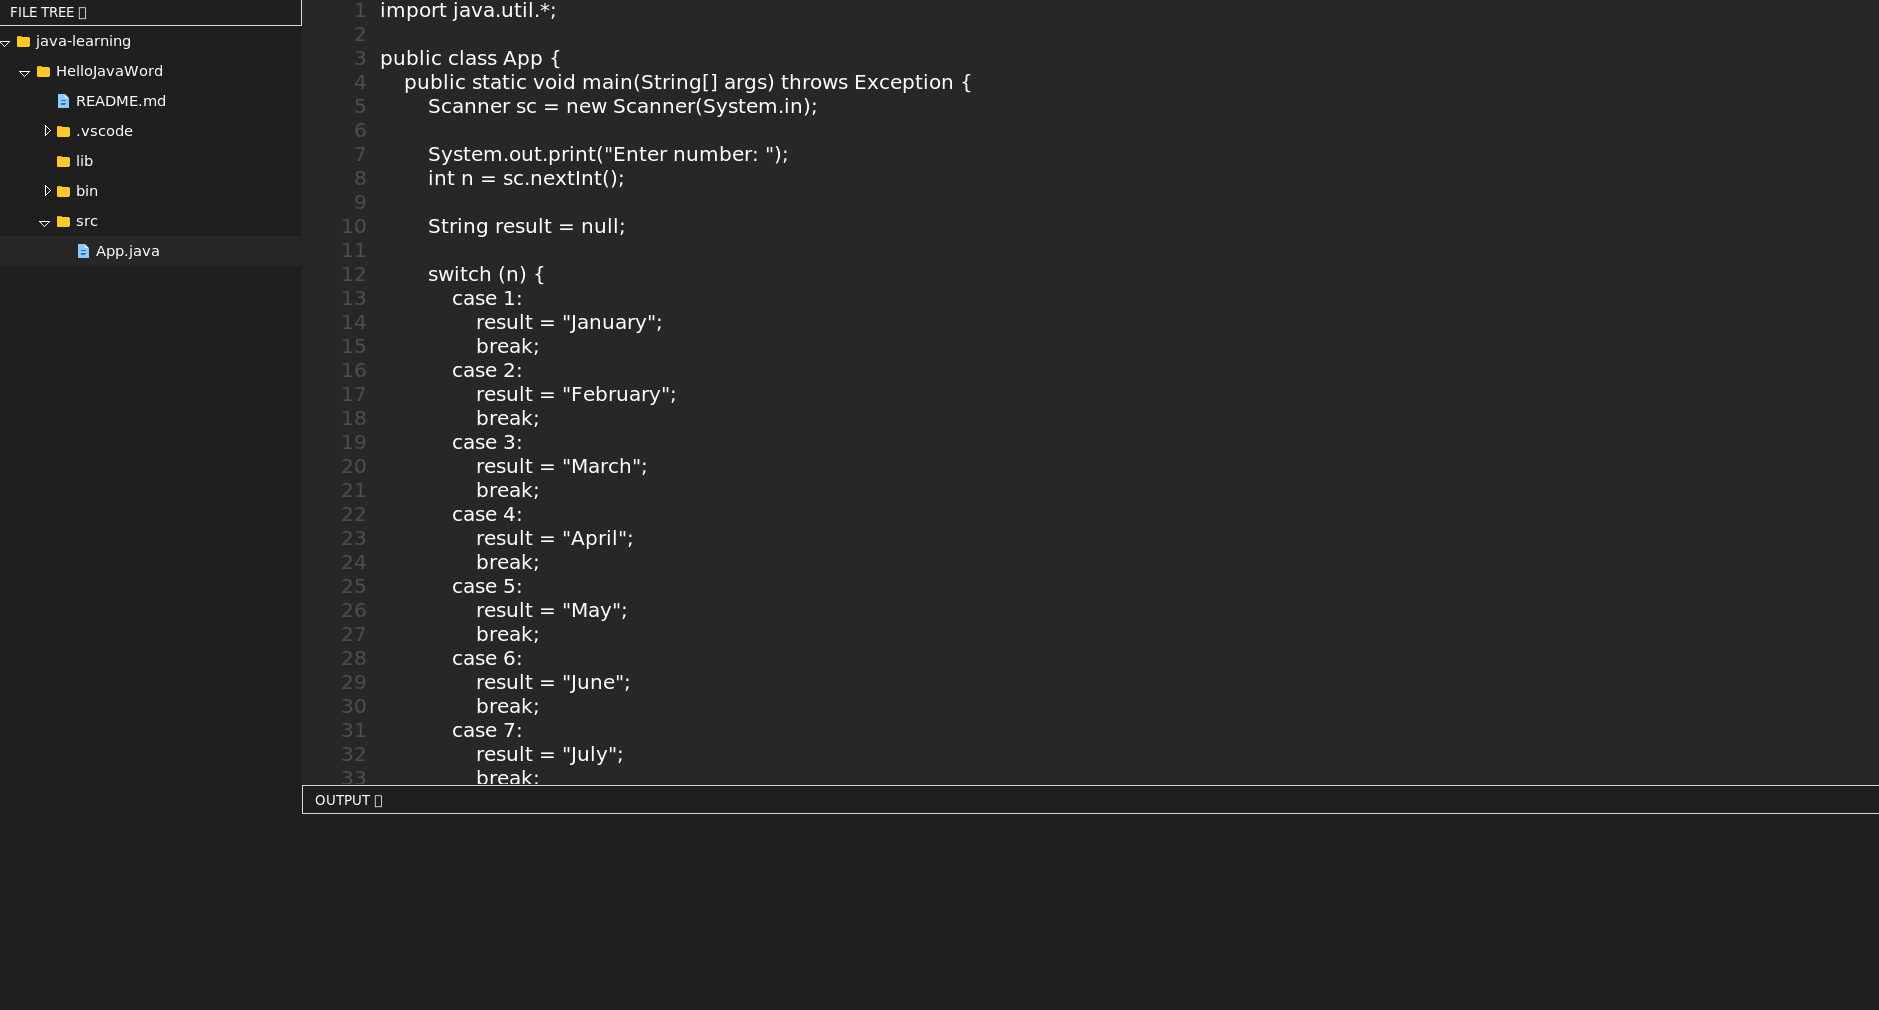 FILE TREE
java-learning
HelloJavaWord
README.md
.vscode
lib
bin
src
App.java
1 import java.util.*;
2
3 public class App {
4     public static void main(String[] args) throws Exception {
5         Scanner sc = new Scanner(System.in);
6
7         System.out.print("Enter number: ");
8         int n = sc.nextInt();
9
10         String result = null;
11
12         switch (n) {
13             case 1:
14                 result = "January";
15                 break;
16             case 2:
17                 result = "February";
18                 break;
19             case 3:
20                 result = "March";
21                 break;
22             case 4:
23                 result = "April";
24                 break;
25             case 5:
26                 result = "May";
27                 break;
28             case 6:
29                 result = "June";
30                 break;
31             case 7:
32                 result = "July";
33                 break;
OUTPUT